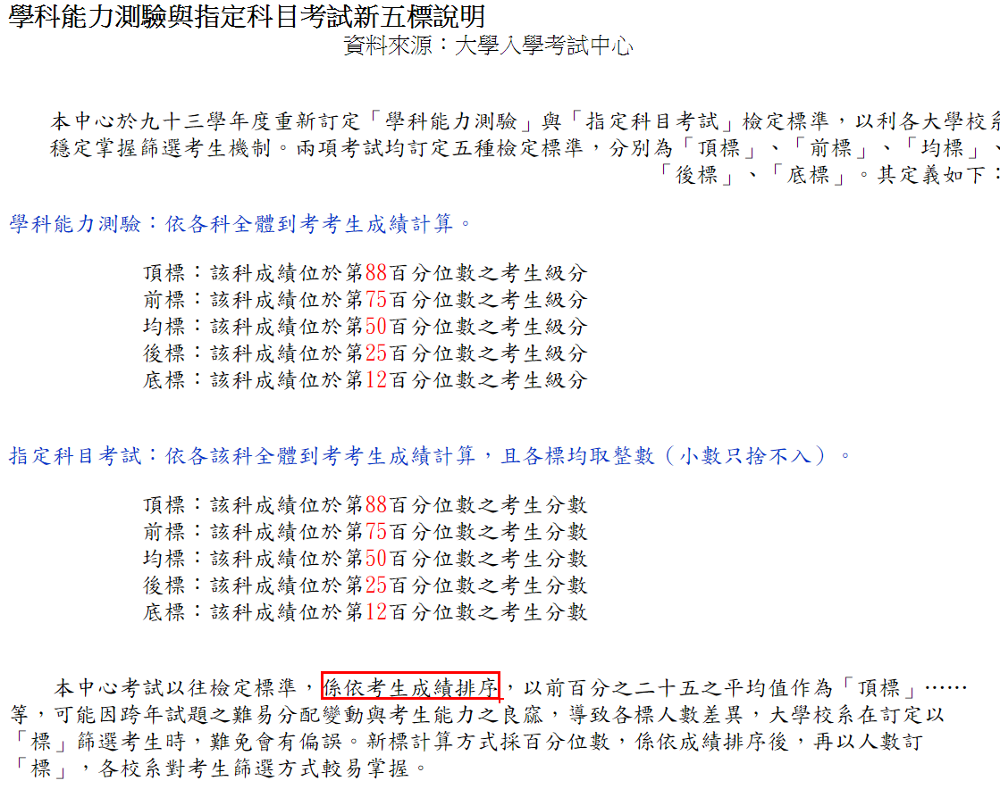 學科能力測驗與指定科目考試新五標說明
資料來源：大學入學考試中心
本中心於九十三學年度重新訂定「學科能力測驗」與「指定科目考試」檢定標準，以利各大學校系
穩定掌握篩選考生機制。兩項考試均訂定五種檢定標準，分別為「頂標」、「前標」、「均標」、
「後標」、「底標」。其定義如下：
學科能力測驗：依各科全體到考考生成績計算。
頂標：該科成績位於第88百分位數之考生級分
前標：該科成績位於第75百分位數之考生級分
均標：該科成績位於第50百分位數之考生級分
後標：該科成績位於第25百分位數之考生級分
底標：該科成績位於第12百分位數之考生級分
指定科目考試：依各該科全體到考考生成績計算，且各標均取整數（小數只捨不入）。
頂標：該科成績位於第88百分位數之考生分數
前標：該科成績位於第75百分位數之考生分數
均標：該科成績位於第50百分位數之考生分數
後標：該科成績位於第25百分位數之考生分數
底標：該科成績位於第12百分位數之考生分數
本中心考試以往檢定標準，係依考生成績排序，以前百分之二十五之平均值作為「頂標」……
等，可能因跨年試題之難易分配變動與考生能力之良窳，導致各標人數差異，大學校系在訂定以
「標」篩選考生時，難免會有偏誤。新標計算方式採百分位數，係依成績排序後，再以人數訂
「標」，各校系對考生篩選方式較易掌握。